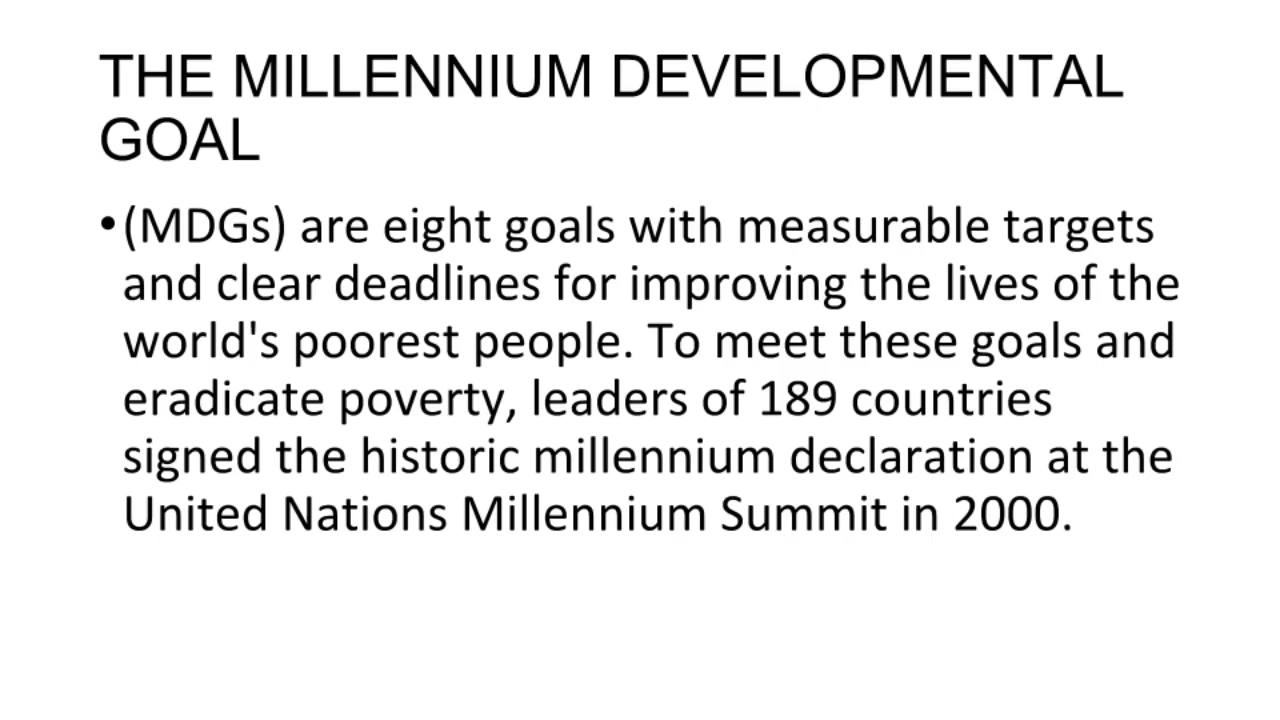 THE MILLENNIUM DEVELOPMENTAL
GOAL
• (MDGs) are eight goals with measurable targets
and clear deadlines for improving the lives of the
world's poorest people. To meet these goals and
eradicate poverty, leaders of 189 countries
signed the historic millennium declaration at the
United Nations Millennium Summit in 2000.